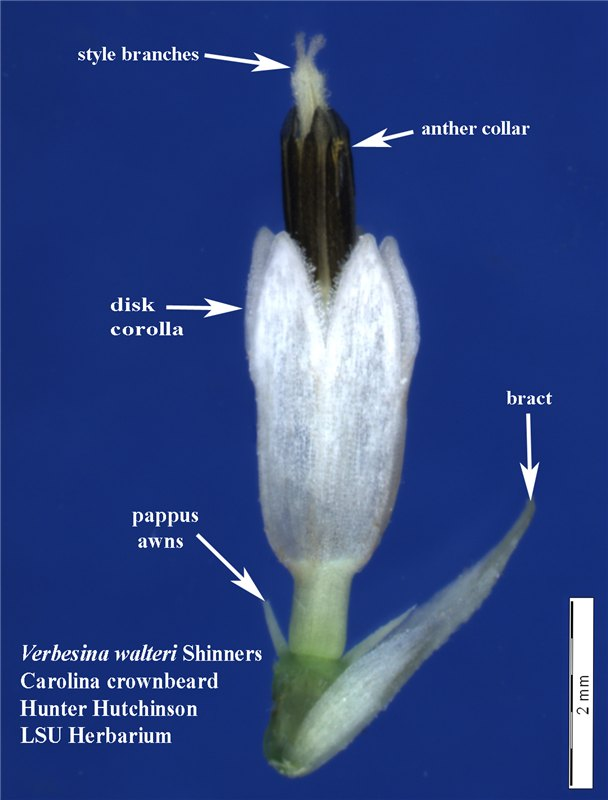 style branches
anther collar
disk
corolla
bract
pappus
awns
Verbesina walteri Shinners
Carolina crownbeard
Hunter Hutchinson
LSU Herbarium
2 mm